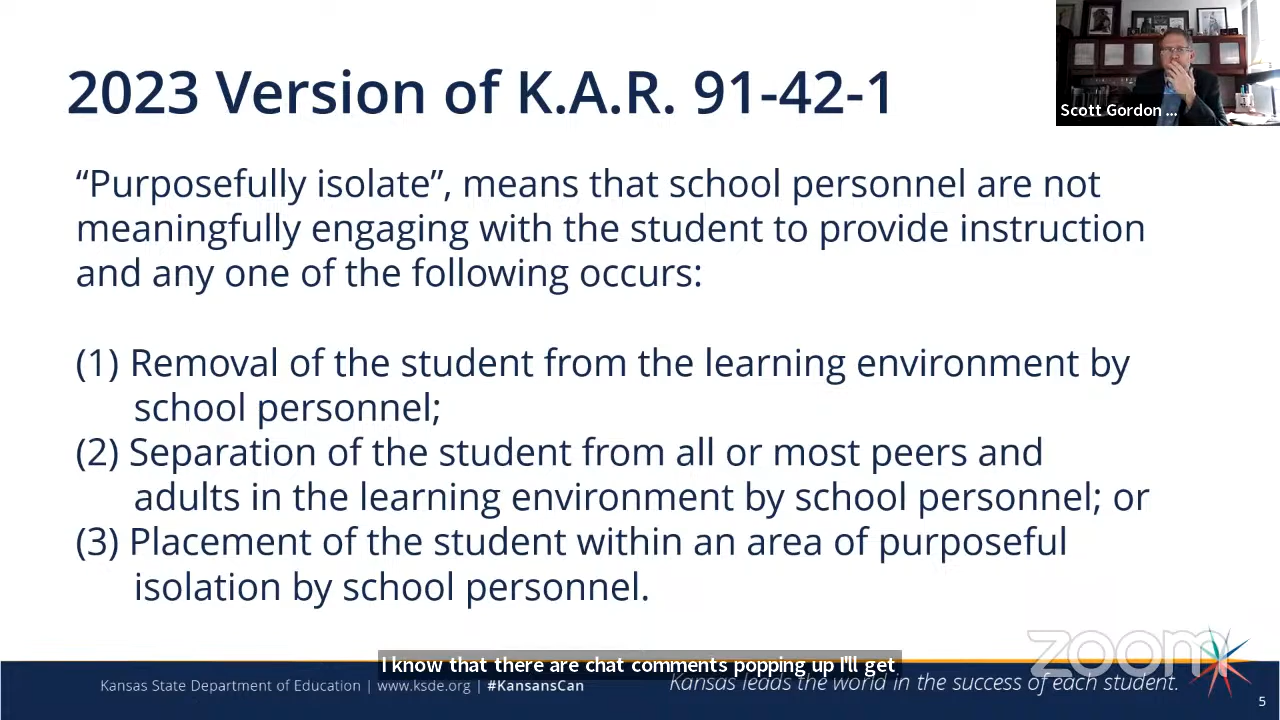 2023 Version of K.A.R. 91-42-1
Scott Gordon ...
“Purposefully isolate”, means that school personnel are not
meaningfully engaging with the student to provide instruction
and any one of the following occurs:
(1) Removal of the student from the learning environment by
school personnel;
(2) Separation of the student from all or most peers and
adults in the learning environment by school personnel; or
(3) Placement of the student within an area of purposeful
isolation by school personnel.
zoom
I know that there are chat comments popping up I'll get
Kansas State Department of Education | www.ksde.org | #KansansCan
Kansas leads the world in the success of each student.
5